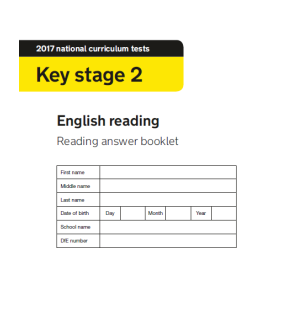 2017 national curriculum tests
Key stage 2
English reading
Reading answer booklet
First name
Middle name
Last name
Date of birth Day Month Year
School name
DfE number